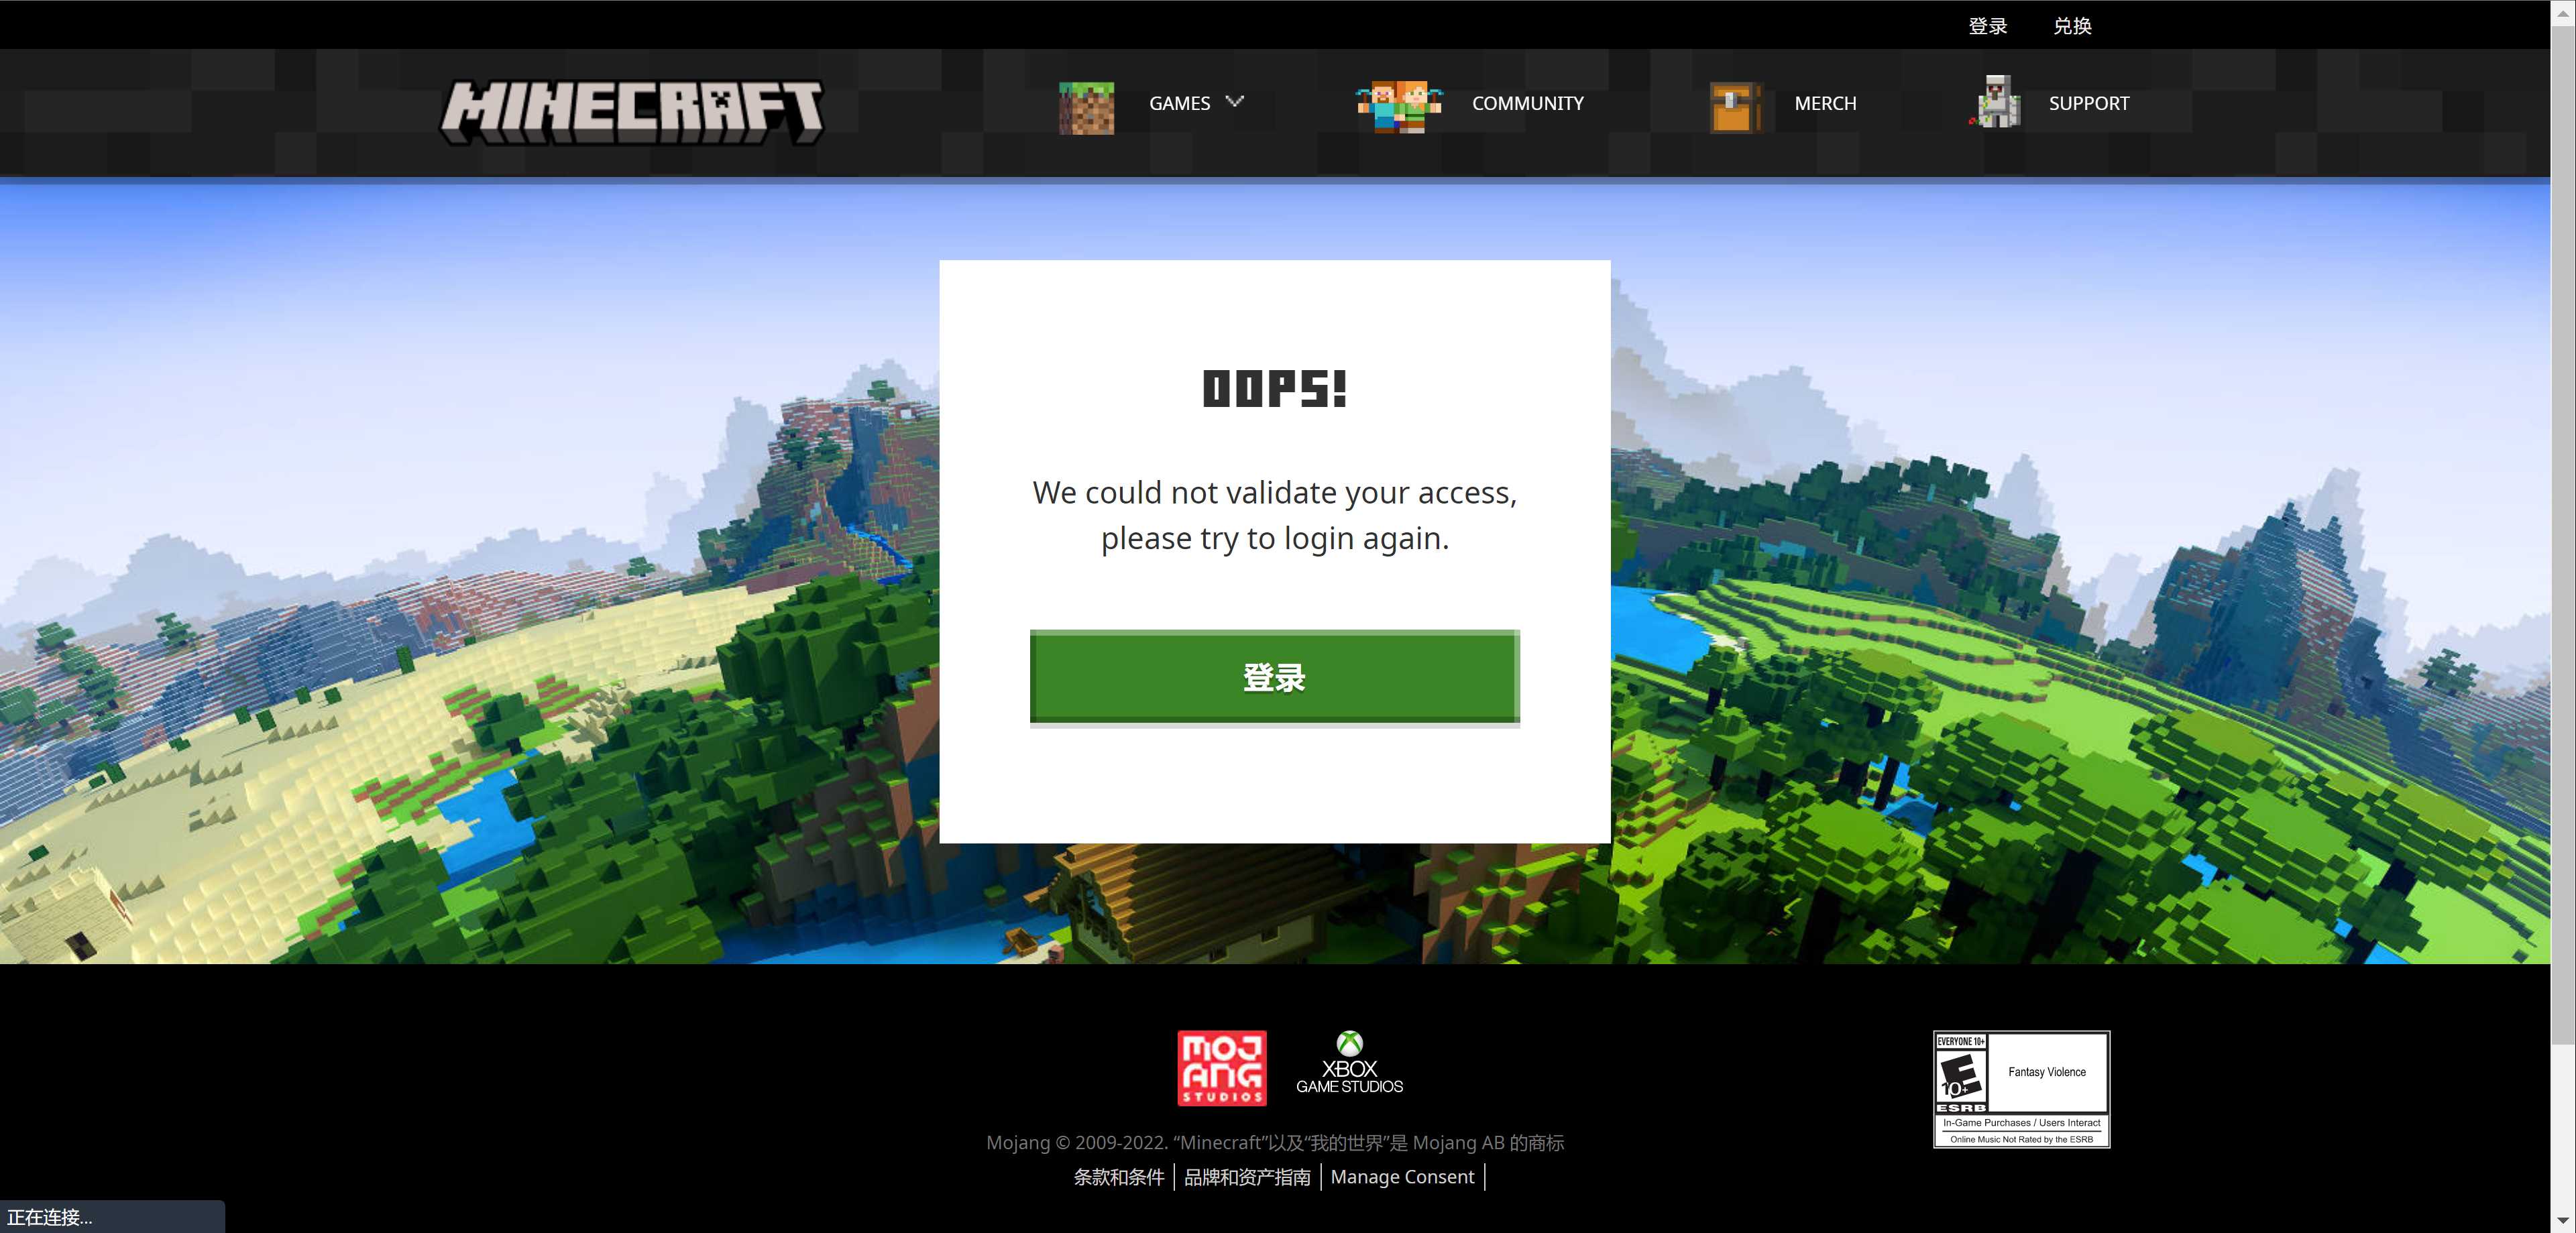 登录 兑换
MINECRAFT
GAMES COMMUNITY MERCH SUPPORT
OOPS!
We could not validate your access,
please try to login again.
登录
MOJ
ANG
STUDIOS
XBOX
GAME STUDIOS
EVERYONE 10+
E
10+
ESRB
Fantasy Violence
In-Game Purchases / Users Interact
Online Music Not Rated by the ESRB
Mojang © 2009-2022. “Minecraft”以及“我的世界”是 Mojang AB 的商标
条款和条件 品牌和资产指南 Manage Consent
正在连接...